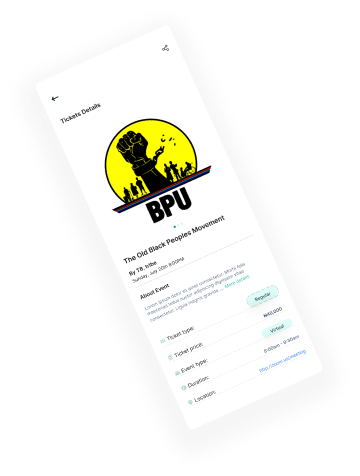 Tickets Details
BPU
The Old Black Peoples Movement
By TB. tribe
Sunday, July 20th 8:00PM
About Event
Lorem ipsum dolor sit amet consectetur. Morbi
More details
Ticket type:
Regular
Ticket price:
₦40,000
Event type:
Virtual
Duration:
5:00am - 9:30am
Location:
http://zoom.us/meeting